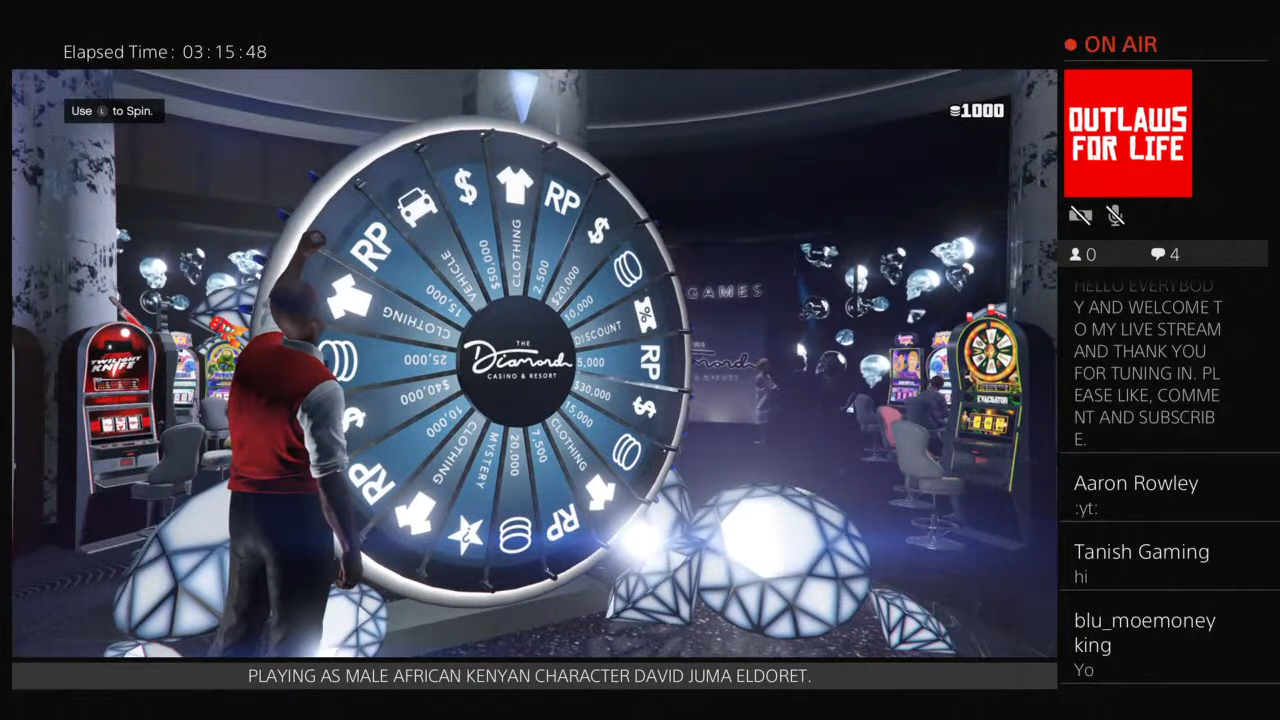 Elapsed Time: 03:15:48
ON AIR
Use L to Spin.
1000
OUTLAWS
FOR LIFE
0
4
HELLO EVERYBOD
Y AND WELCOME T
O MY LIVE STREAM
AND THANK YOU
FOR TUNING IN. PL
EASE LIKE, COMME
NT AND SUBSCRIB
E.
Aaron Rowley
:yt:
Tanish Gaming
hi
blu_moemoney
king
Yo
$
RP
VEHICLE
$50,000
CLOTHING
2,500
$20,000
10,000
DISCOUNT
%
RP
5,000
$
$30,000
15,000
CLOTHING
RP
7,500
20,000
MYSTERY
?
CLOTHING
RP
10,000
$
$40,000
25,000
CLOTHING
RP
15,000
RP
$
THE
Diamond
CASINO & RESORT
GAMES
Diamond
TWILIGHT
KNIFE
EVACUATOR
PLAYING AS MALE AFRICAN KENYAN CHARACTER DAVID JUMA ELDORET.